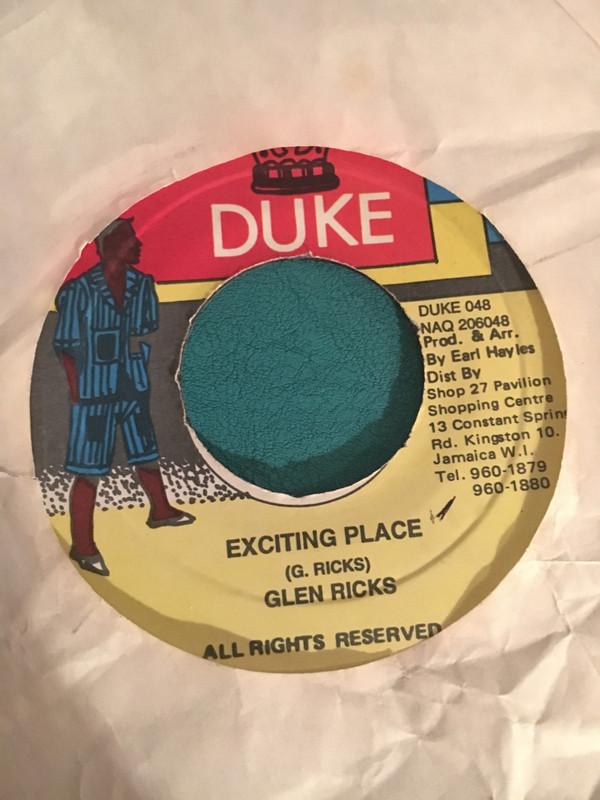 DUKE
DUKE 048
NAQ 206048
Prod. & Arr.
By Earl Hayles
Dist By
Shop 27 Pavilion
Shopping Centre
13 Constant Spring
Rd. Kingston 10.
Jamaica W.I.
Tel. 960-1879
960-1880
EXCITING PLACE
(G. RICKS)
GLEN RICKS
ALL RIGHTS RESERVED